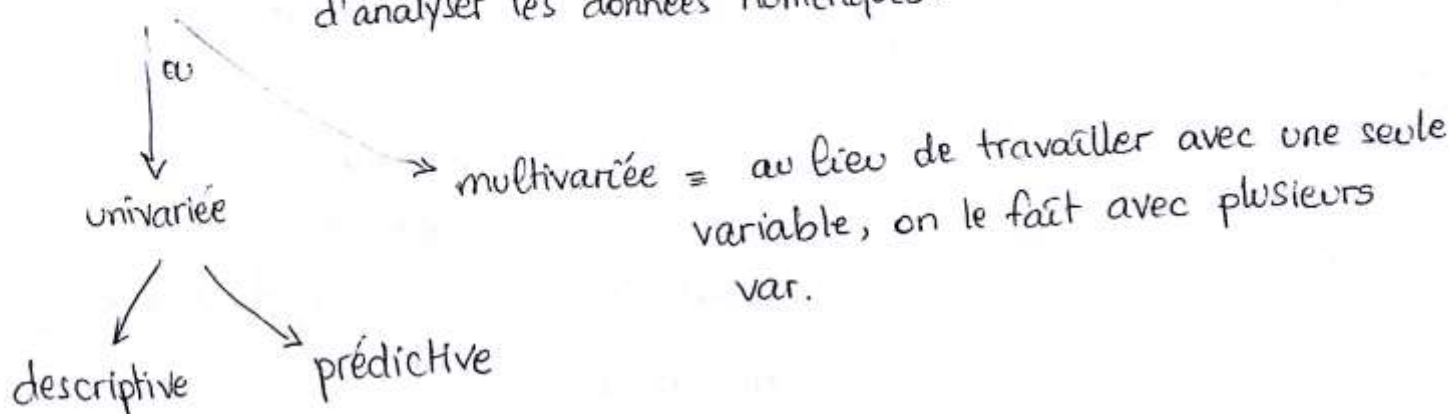 d'analyser les données numériques.
ou
multivariée = au lieu de travailler avec une seule
variable, on le fait avec plusieurs
var.
univariée
descriptive
prédictive